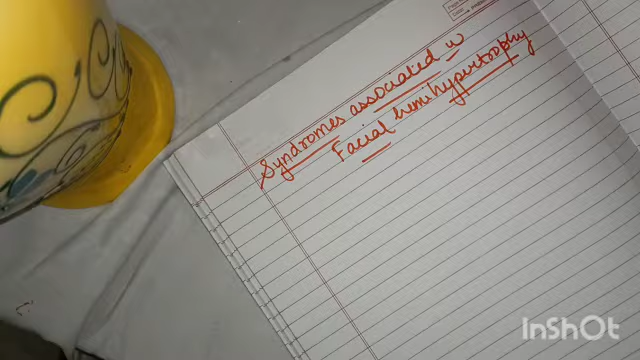 Syndromes associated w
Facial hemihypertrophy
InShOt